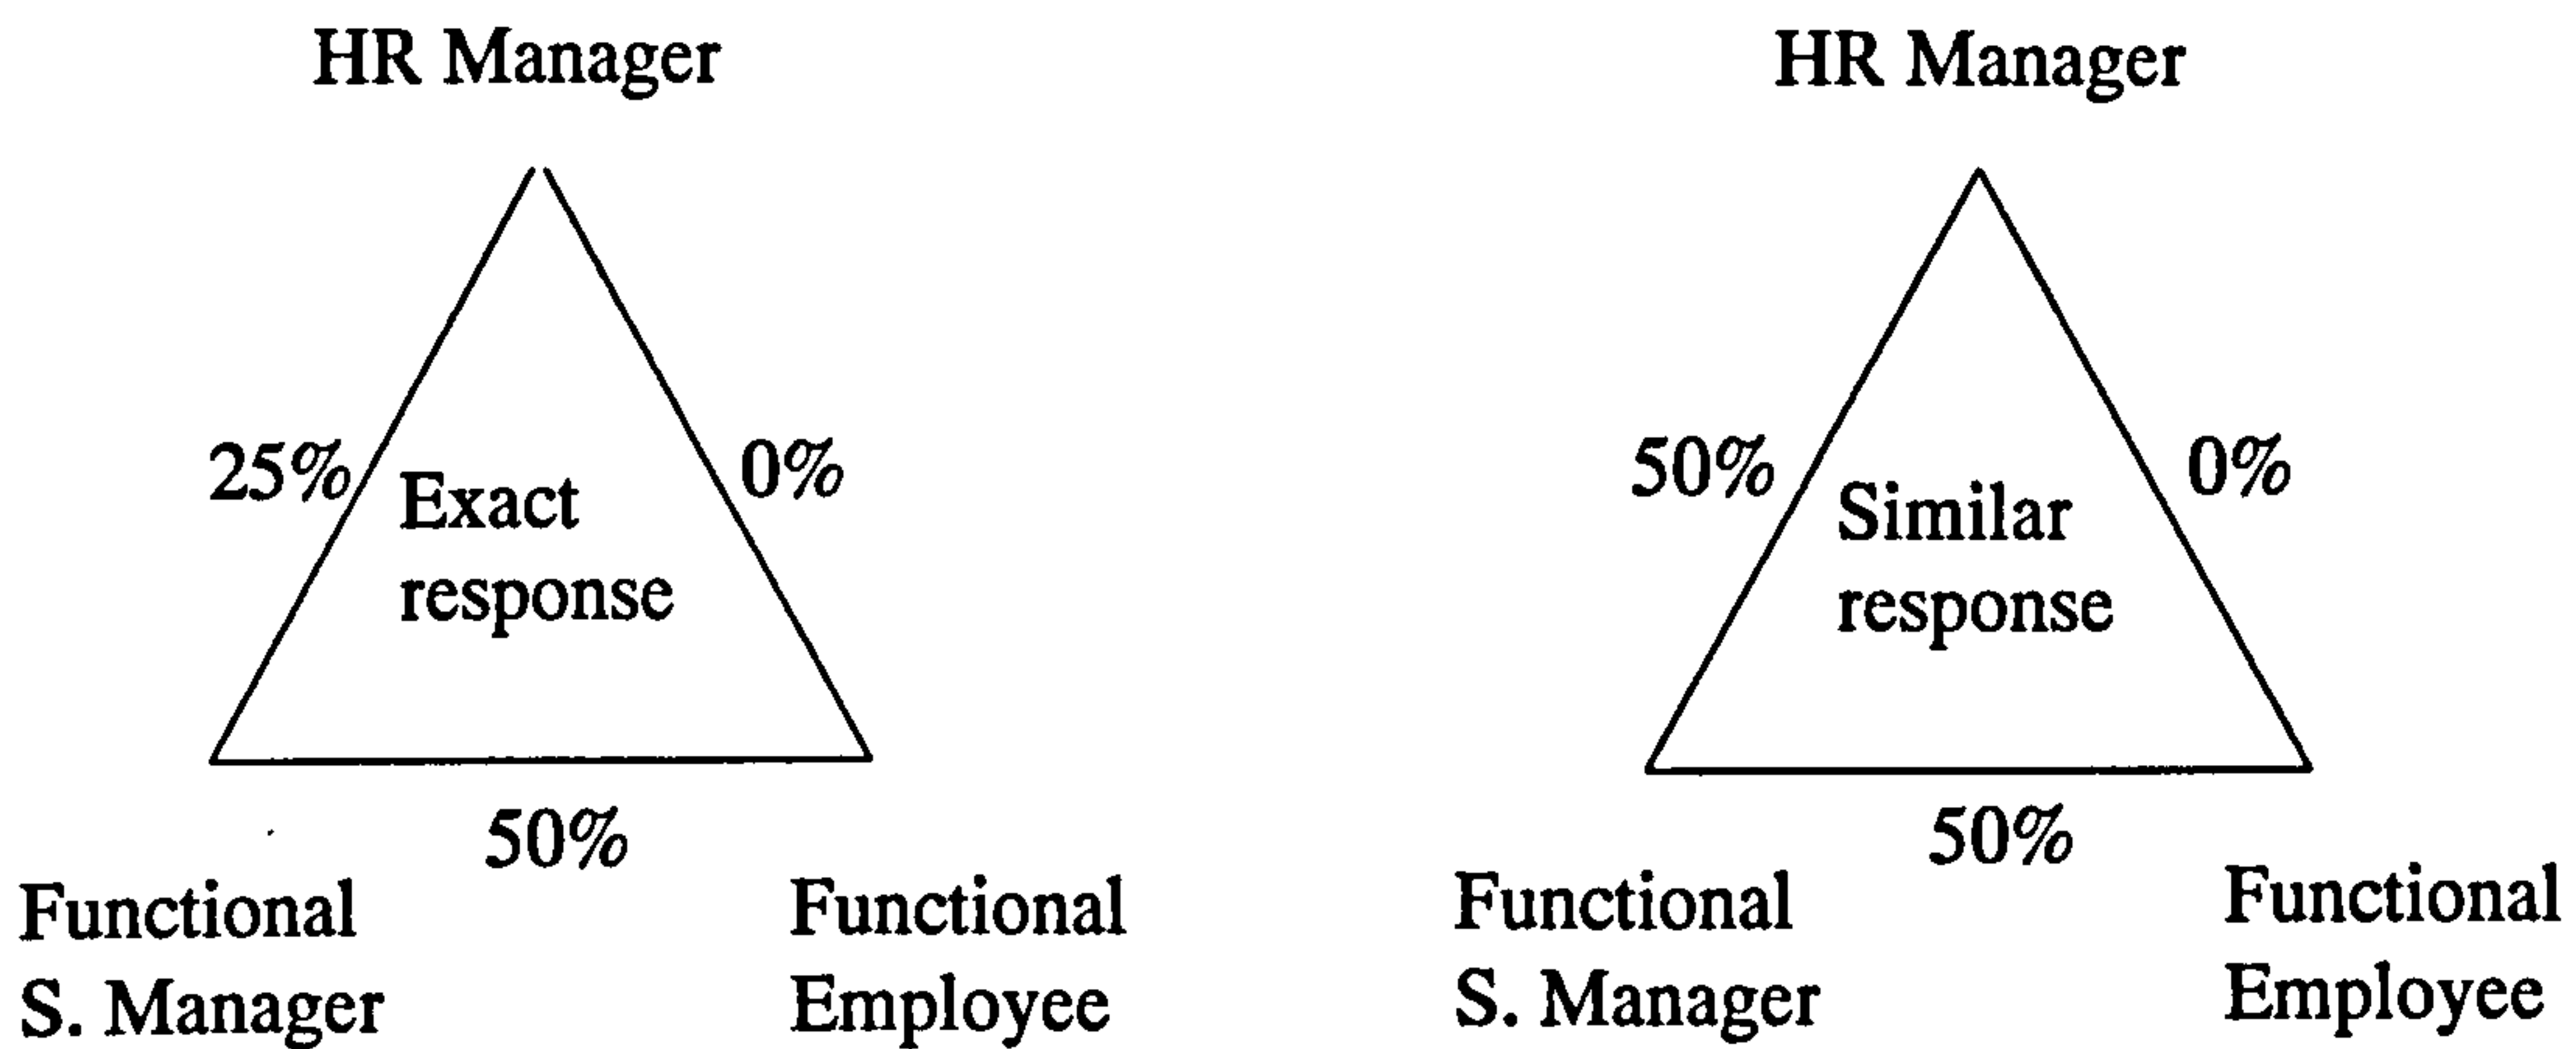 HR Manager
25%
0%
Exact
response
50%
Functional
S. Manager
Functional
Employee
HR Manager
50%
0%
Similar
response
50%
Functional
S. Manager
Functional
Employee